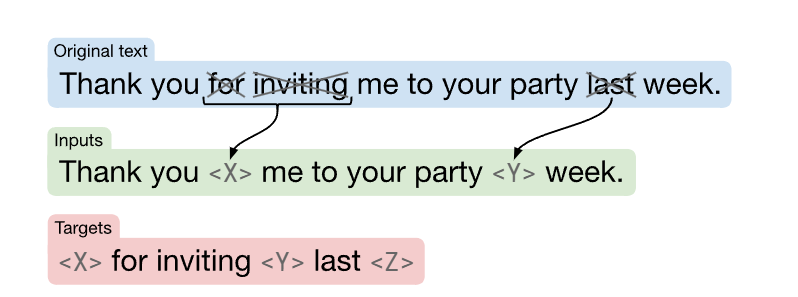 Original text
Thank you for inviting me to your party last week.
Inputs
Thank you <X> me to your party <Y> week.
Targets
<X> for inviting <Y> last <Z>